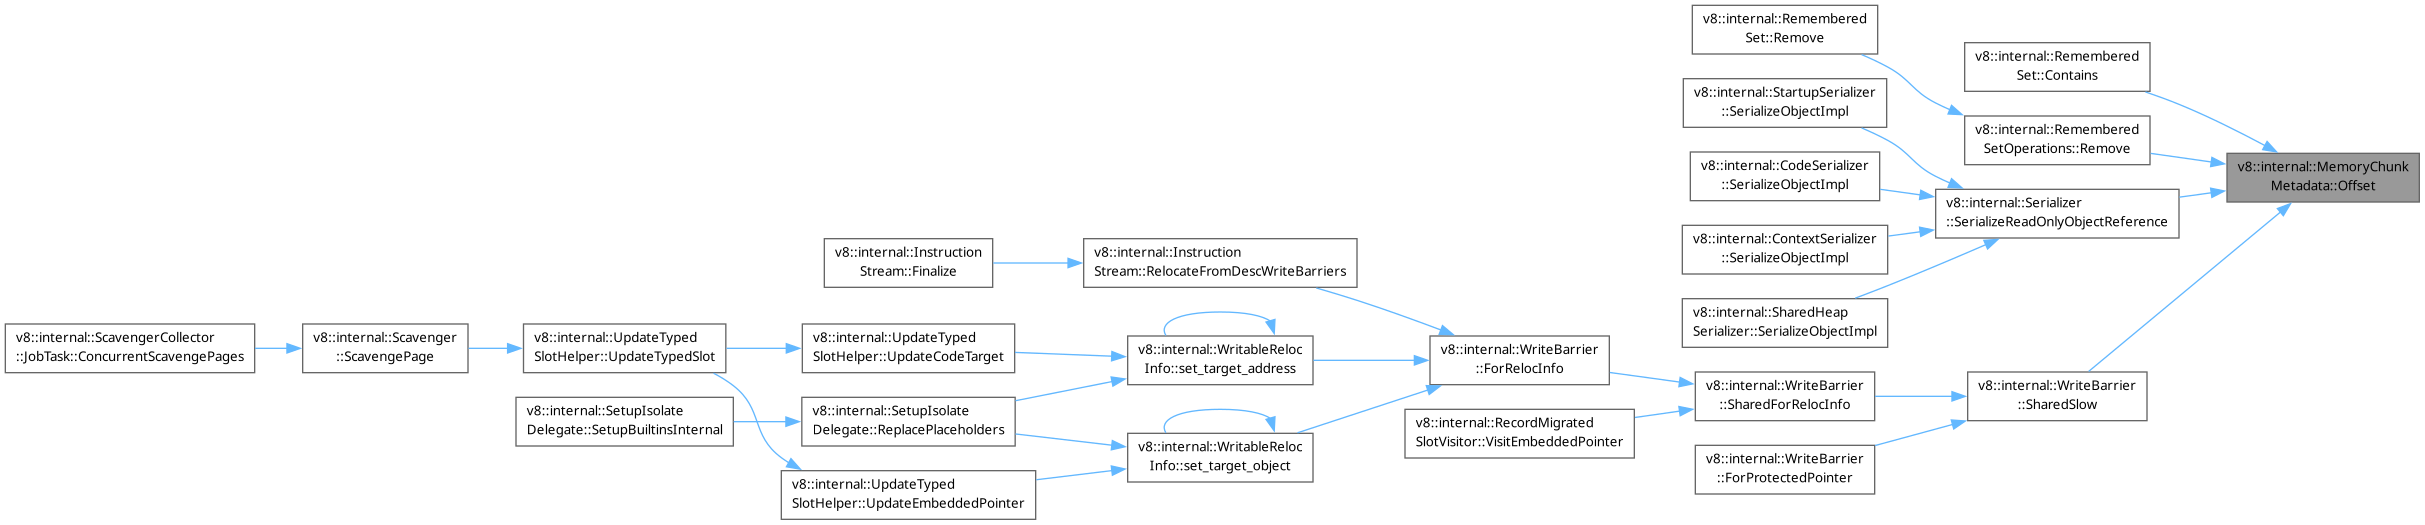 v8::internal::Remembered
Set::Remove
v8::internal::Remembered
Set::Contains
v8::internal::StartupSerializer
::SerializeObjectImpl
v8::internal::Remembered
SetOperations::Remove
v8::internal::MemoryChunk
Metadata::Offset
v8::internal::CodeSerializer
::SerializeObjectImpl
v8::internal::Serializer
::SerializeReadOnlyObjectReference
v8::internal::ContextSerializer
::SerializeObjectImpl
v8::internal::Instruction
Stream::Finalize
v8::internal::Instruction
Stream::RelocateFromDescWriteBarriers
v8::internal::SharedHeap
Serializer::SerializeObjectImpl
v8::internal::ScavengerCollector
::JobTask::ConcurrentScavengePages
v8::internal::Scavenger
::ScavengePage
v8::internal::UpdateTyped
SlotHelper::UpdateTypedSlot
v8::internal::UpdateTyped
SlotHelper::UpdateCodeTarget
v8::internal::WritableReloc
Info::set_target_address
v8::internal::WriteBarrier
::ForRelocInfo
v8::internal::WriteBarrier
::SharedForRelocInfo
v8::internal::WriteBarrier
::SharedSlow
v8::internal::SetupIsolate
Delegate::SetupBuiltinsInternal
v8::internal::SetupIsolate
Delegate::ReplacePlaceholders
v8::internal::RecordMigrated
SlotVisitor::VisitEmbeddedPointer
v8::internal::WritableReloc
Info::set_target_object
v8::internal::WriteBarrier
::ForProtectedPointer
v8::internal::UpdateTyped
SlotHelper::UpdateEmbeddedPointer